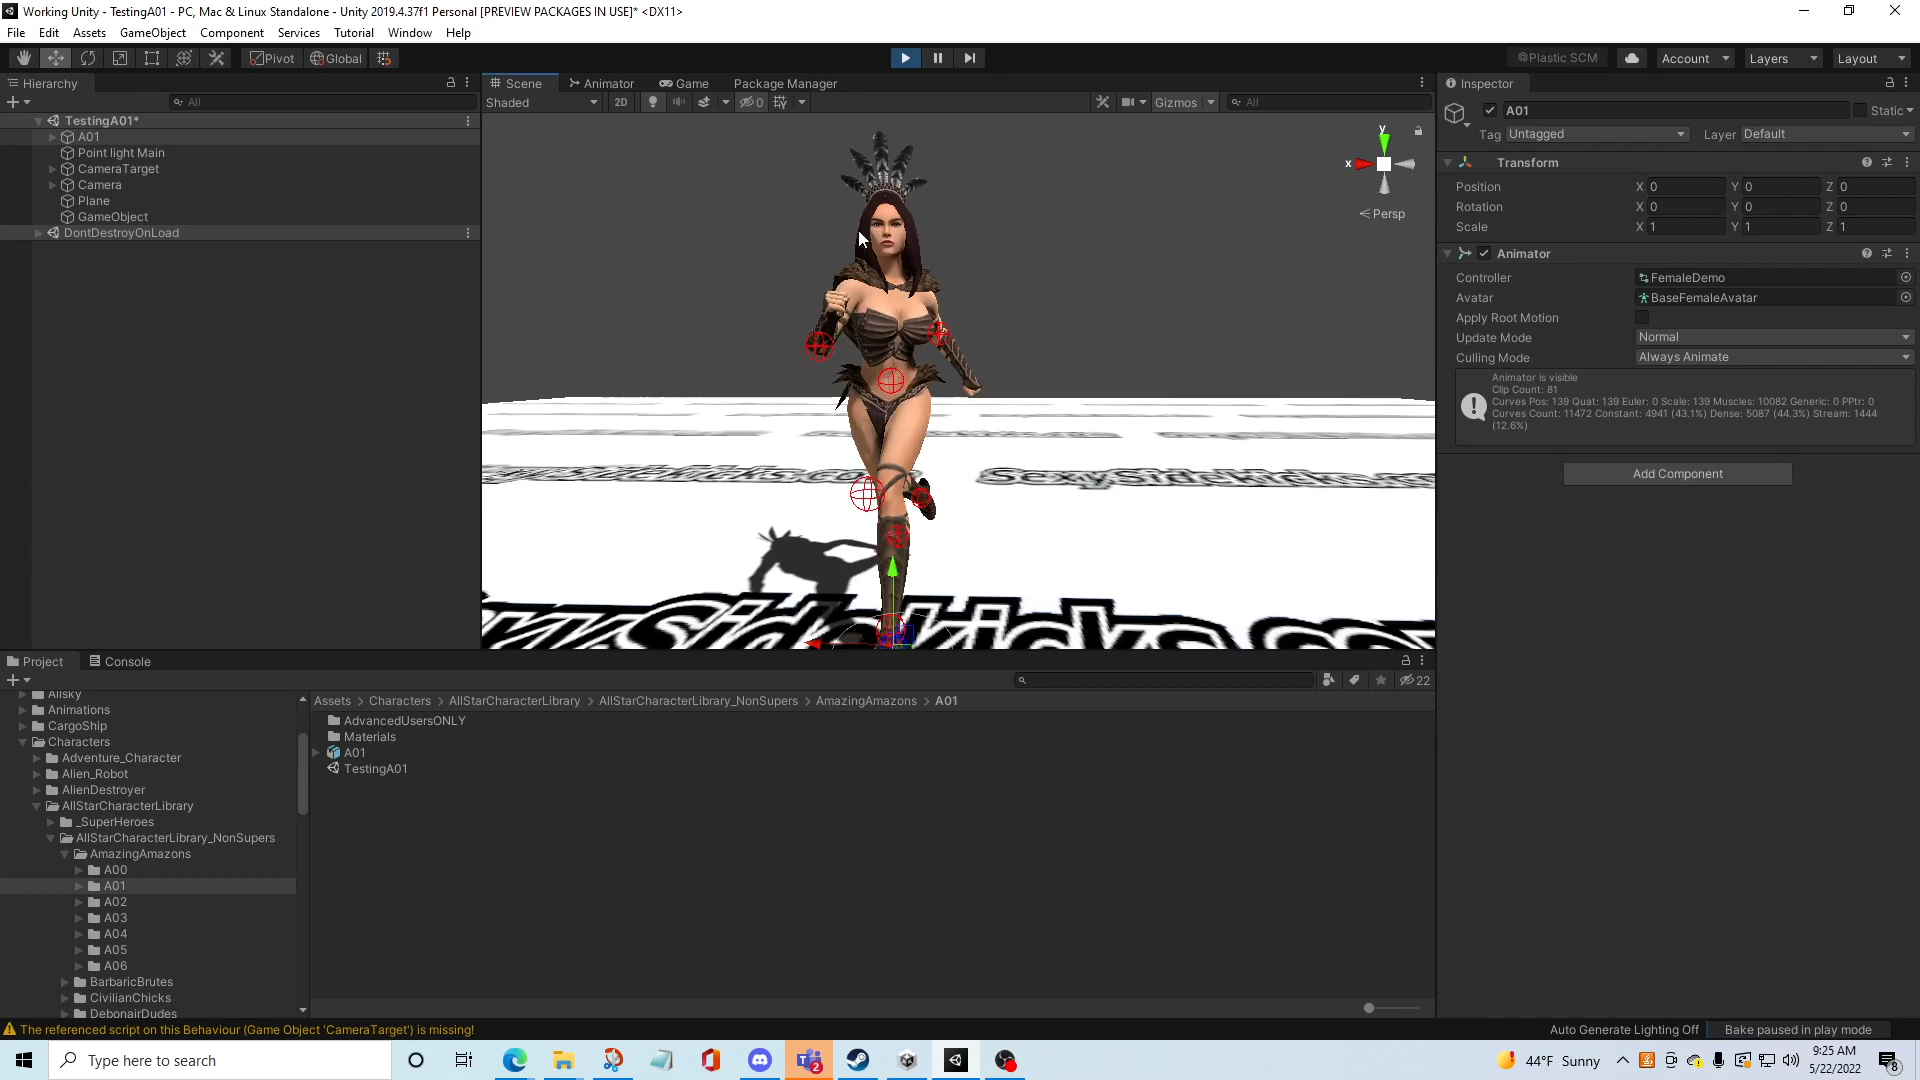 Working Unity - TestingA01 - PC, Mac & Linux Standalone - Unity 2019.4.37f1 Personal [PREVIEW PACKAGES IN USE]* <DX11>
File Edit Assets GameObject Component Services Tutorial Window Help
Pivot Global Plastic SCM Account Layers Layout
Hierarchy
All
TestingA01*
A01
Point light Main
CameraTarget
Camera
Plane
GameObject
DontDestroyOnLoad
Scene Animator Game Package Manager
Shaded 2D 0 Gizmos All
y
x
Persp
SexySidekicks.com
Inspector
A01 Static
Tag Untagged Layer Default
Transform
Position X 0 Y 0 Z 0
Rotation X 0 Y 0 Z 0
Scale X 1 Y 1 Z 1
Animator
Controller FemaleDemo
Avatar BaseFemaleAvatar
Apply Root Motion
Update Mode Normal
Culling Mode Always Animate
Animator is visible
Clip Count: 81
Curves Pos: 139 Quat: 139 Euler: 0 Scale: 139 Muscles: 10082 Generic: 0 PPtr: 0
Curves Count: 11472 Constant: 4941 (43.1%) Dense: 5087 (44.3%) Stream: 1444
(12.6%)
Add Component
Project Console
22
Allsky
Animations
CargoShip
Characters
Adventure_Character
Alien_Robot
AlienDestroyer
AllStarCharacterLibrary
_SuperHeroes
AllStarCharacterLibrary_NonSupers
AmazingAmazons
A00
A01
A02
A03
A04
A05
A06
BarbaricBrutes
CivilianChicks
DebonairDudes
Assets > Characters > AllStarCharacterLibrary > AllStarCharacterLibrary_NonSupers > AmazingAmazons > A01
AdvancedUsersONLY
Materials
A01
TestingA01
The referenced script on this Behaviour (Game Object 'CameraTarget') is missing!
Auto Generate Lighting Off Bake paused in play mode
Type here to search
2
44°F Sunny
9:25 AM
5/22/2022
8